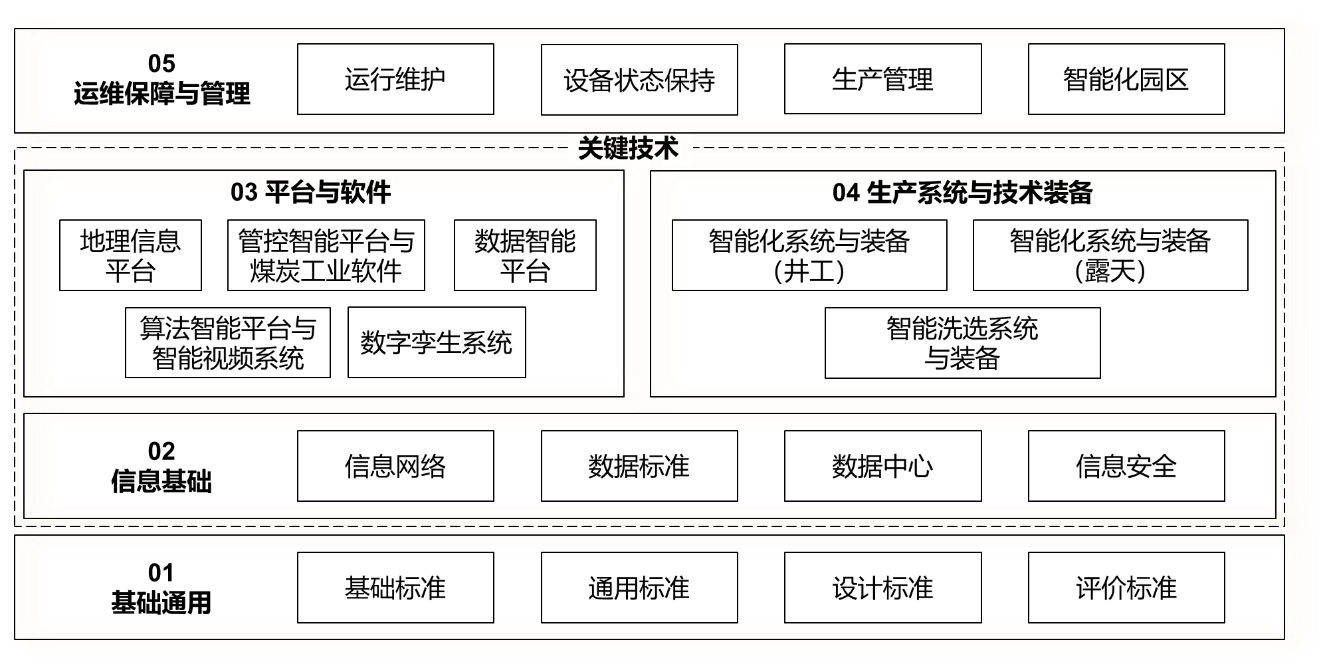 05
运维保障与管理
运行维护
设备状态保持
生产管理
智能化园区
关键技术
03 平台与软件
地理信息
平台
管控智能平台与
煤炭工业软件
数据智能
平台
算法智能平台与
智能视频系统
数字孪生系统
04 生产系统与技术装备
智能化系统与装备
（井工）
智能化系统与装备
（露天）
智能洗选系统
与装备
02
信息基础
信息网络
数据标准
数据中心
信息安全
01
基础通用
基础标准
通用标准
设计标准
评价标准